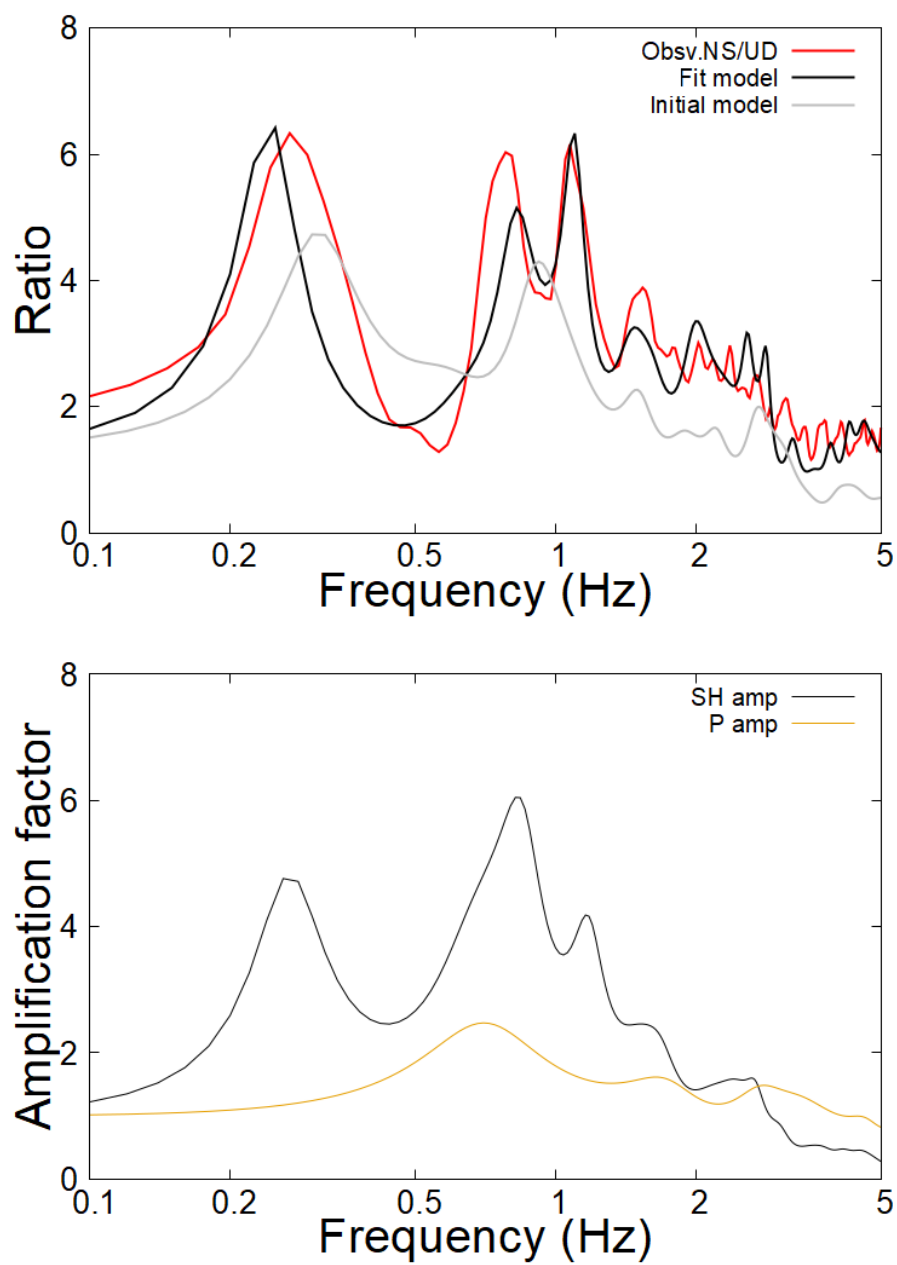 8
6
4
2
0
Ratio
Obsv.NS/UD
Fit model
Initial model
0.1 0.2 0.5 1 2 5
Frequency (Hz)
8
6
4
2
0
Amplification factor
SH amp
P amp
0.1 0.2 0.5 1 2 5
Frequency (Hz)